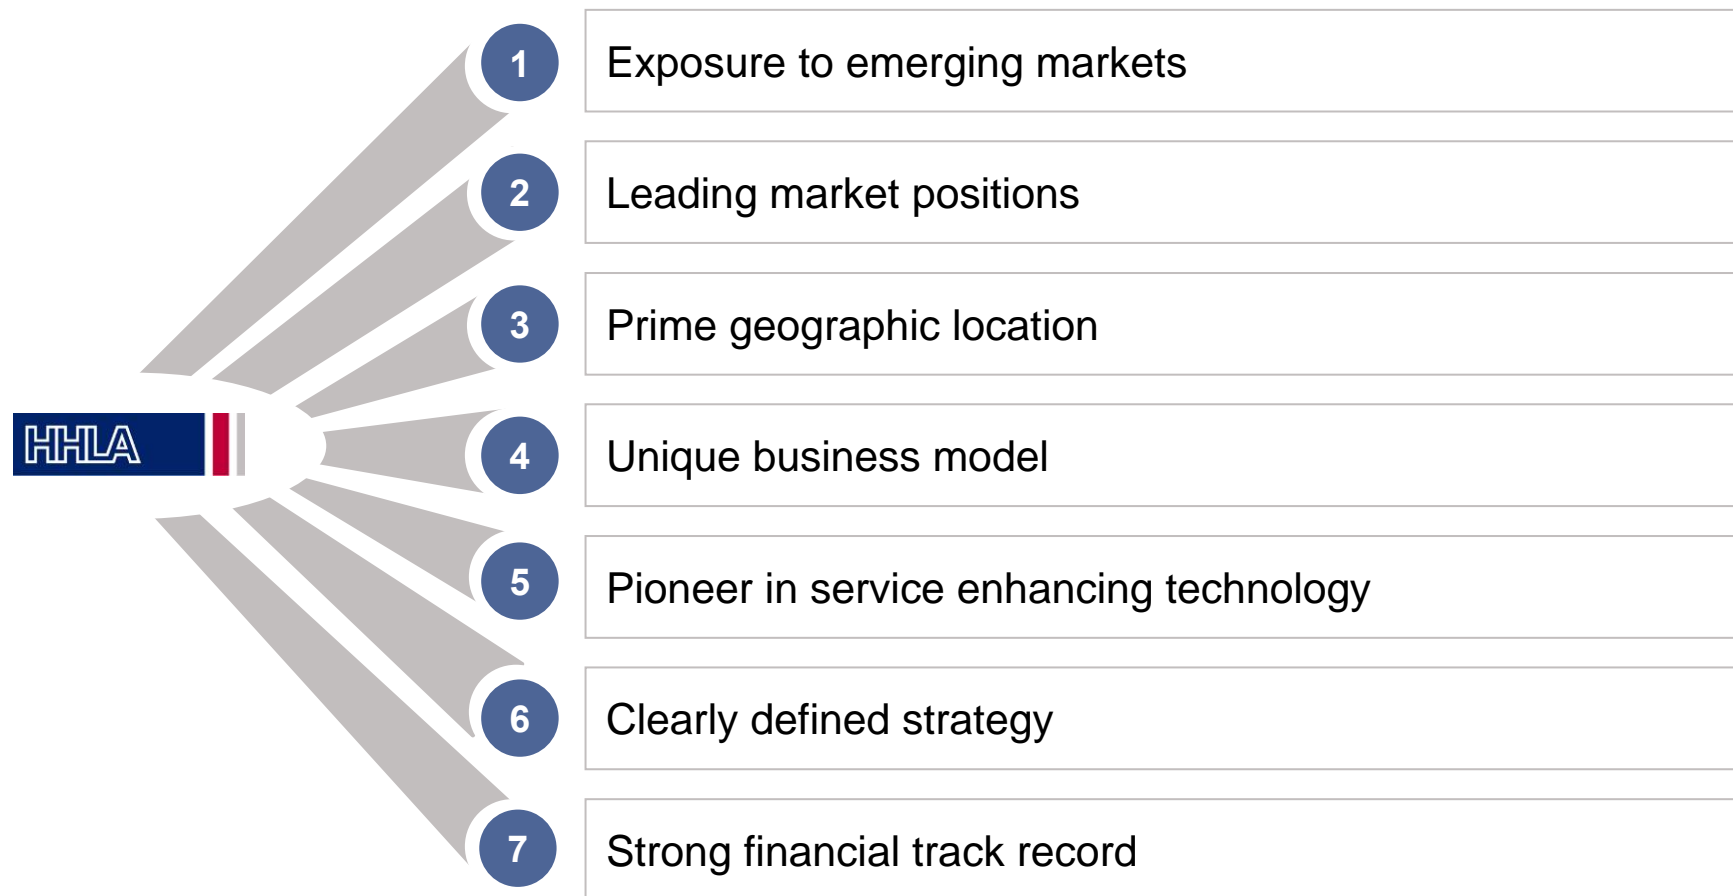 1
Exposure to emerging markets
2
Leading market positions
3
Prime geographic location
HHLA
4
Unique business model
5
Pioneer in service enhancing technology
6
Clearly defined strategy
7
Strong financial track record